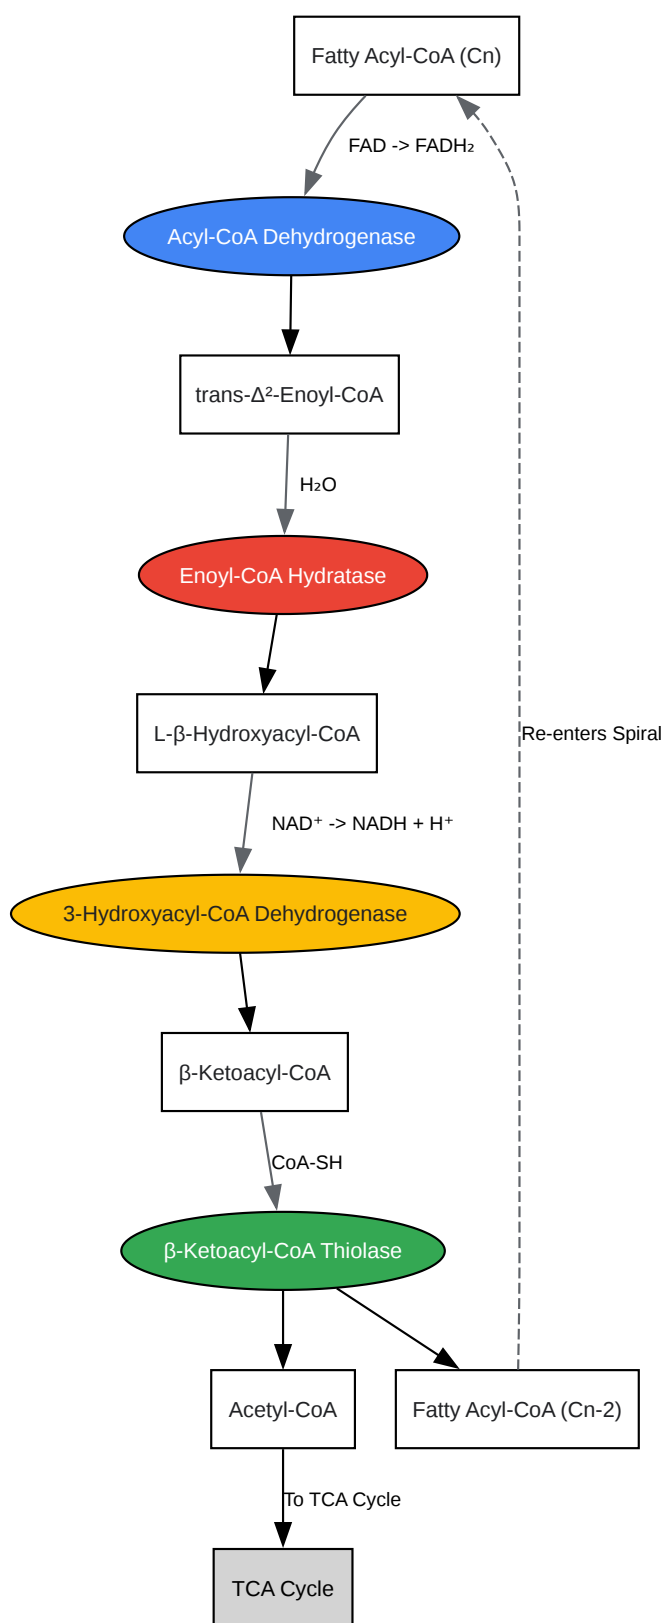 Fatty Acyl-CoA (Cn)
FAD -> FADH₂
Acyl-CoA Dehydrogenase
trans-Δ²-Enoyl-CoA
H₂O
Enoyl-CoA Hydratase
L-β-Hydroxyacyl-CoA
Re-enters Spiral
NAD⁺ -> NADH + H⁺
3-Hydroxyacyl-CoA Dehydrogenase
β-Ketoacyl-CoA
CoA-SH
β-Ketoacyl-CoA Thiolase
Acetyl-CoA
Fatty Acyl-CoA (Cn-2)
To TCA Cycle
TCA Cycle